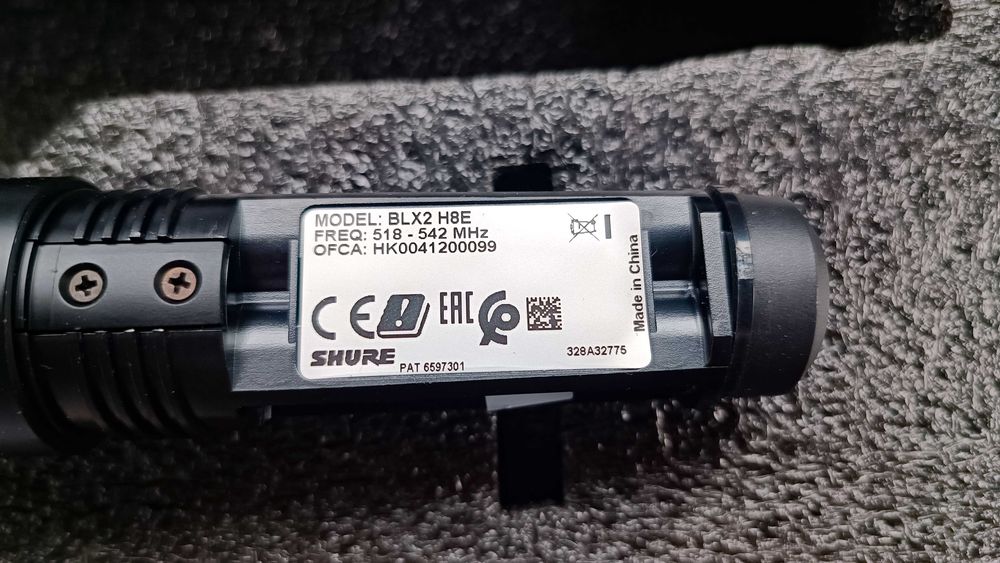 MODEL: BLX2 H8E
FREQ: 518 - 542 MHz
OFCA: HK0041200099
CE
EAC
SHURE
PAT 6597301
328A32775
Made in China